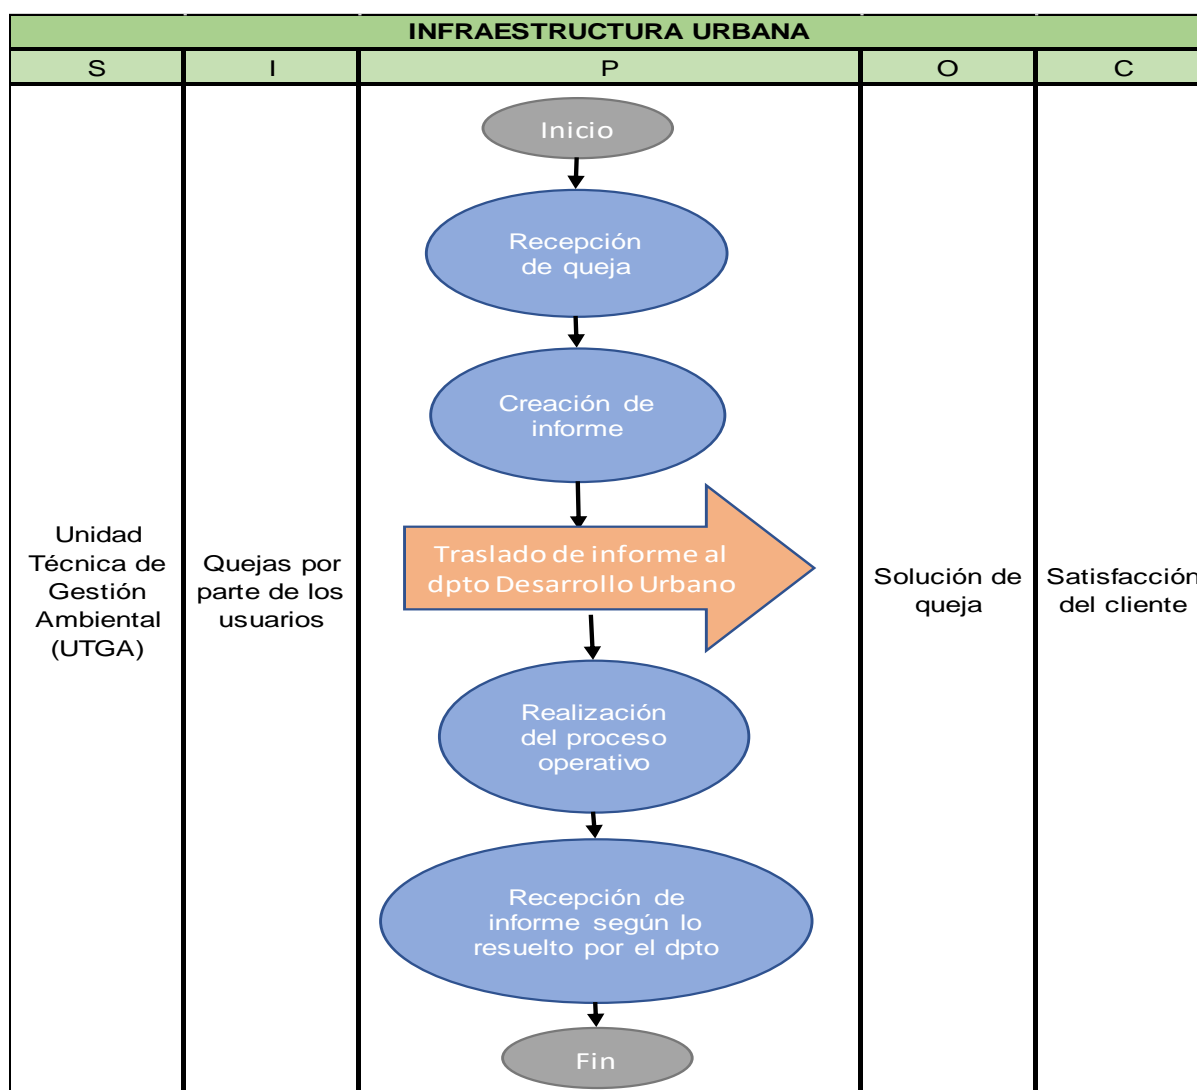 INFRAESTRUCTURA URBANA
S
I
P
O
C
Unidad
Técnica de
Gestión
Ambiental
(UTGA)
Quejas por
parte de los
usuarios
Inicio
Recepción
de queja
Creación de
informe
Traslado de informe al
dpto Desarrollo Urbano
Realización
del proceso
operativo
Recepción de
informe según lo
resuelto por el dpto
Fin
Solución de
queja
Satisfacción
del cliente